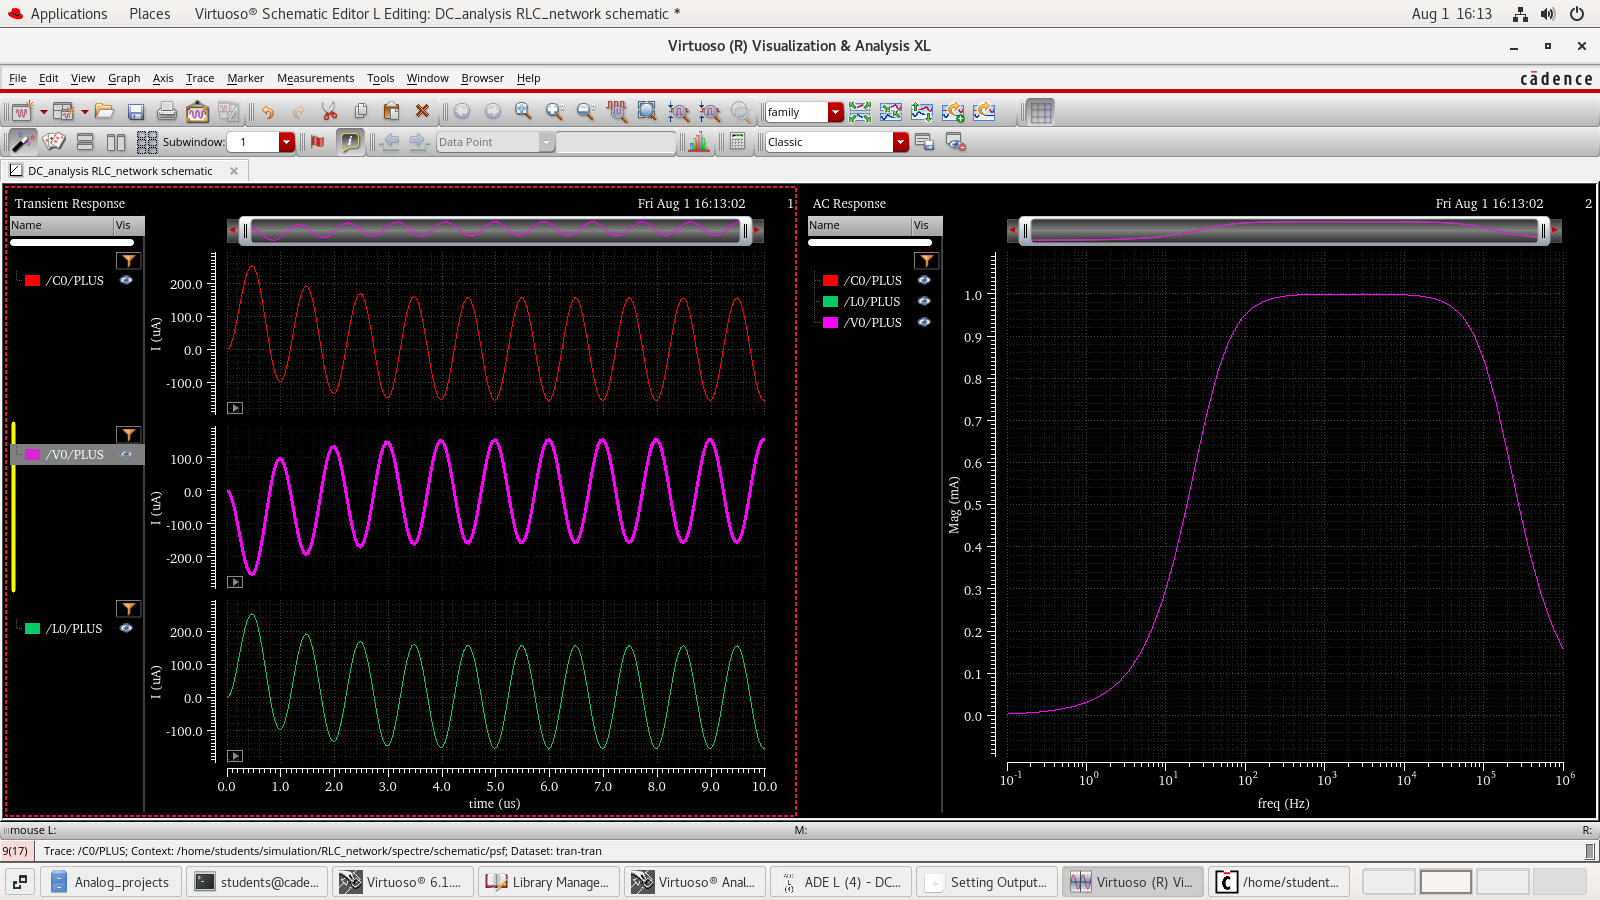 Applications Places Virtuoso® Schematic Editor L Editing: DC_analysis RLC_network schematic * Aug 1 16:13
Virtuoso (R) Visualization & Analysis XL
File Edit View Graph Axis Trace Marker Measurements Tools Window Browser Help cādence
family
Subwindow: 1 Data Point Classic
DC_analysis RLC_network schematic
Transient Response Fri Aug 1 16:13:02 1
Name Vis
/C0/PLUS
200.0
100.0
0.0
-100.0
I (uA)
/V0/PLUS
100.0
0.0
-100.0
-200.0
I (uA)
/L0/PLUS
200.0
100.0
0.0
-100.0
I (uA)
0.0 1.0 2.0 3.0 4.0 5.0 6.0 7.0 8.0 9.0 10.0
time (us)
AC Response Fri Aug 1 16:13:02 2
Name Vis
/C0/PLUS
/L0/PLUS
/V0/PLUS
1.0
0.9
0.8
0.7
0.6
0.5
0.4
0.3
0.2
0.1
0.0
Mag (mA)
10-1 100 101 102 103 104 105 106
freq (Hz)
mouse L: M: R:
9(17) Trace: /C0/PLUS; Context: /home/students/simulation/RLC_network/spectre/schematic/psf; Dataset: tran-tran
Analog_projects students@cade... Virtuoso® 6.1.... Library Manage... Virtuoso® Anal... ADE L (4) ADE L (4) - DC... Setting Output... Virtuoso (R) Vi... /home/student...